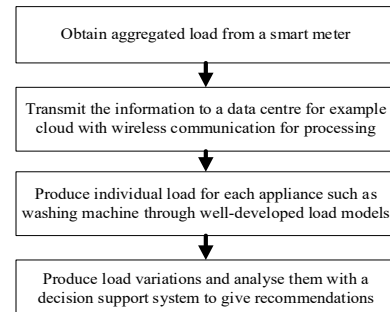 Obtain aggregated load from a smart meter
Transmit the information to a data centre for example
cloud with wireless communication for processing
Produce individual load for each appliance such as
washing machine through well-developed load models
Produce load variations and analyse them with a
decision support system to give recommendations